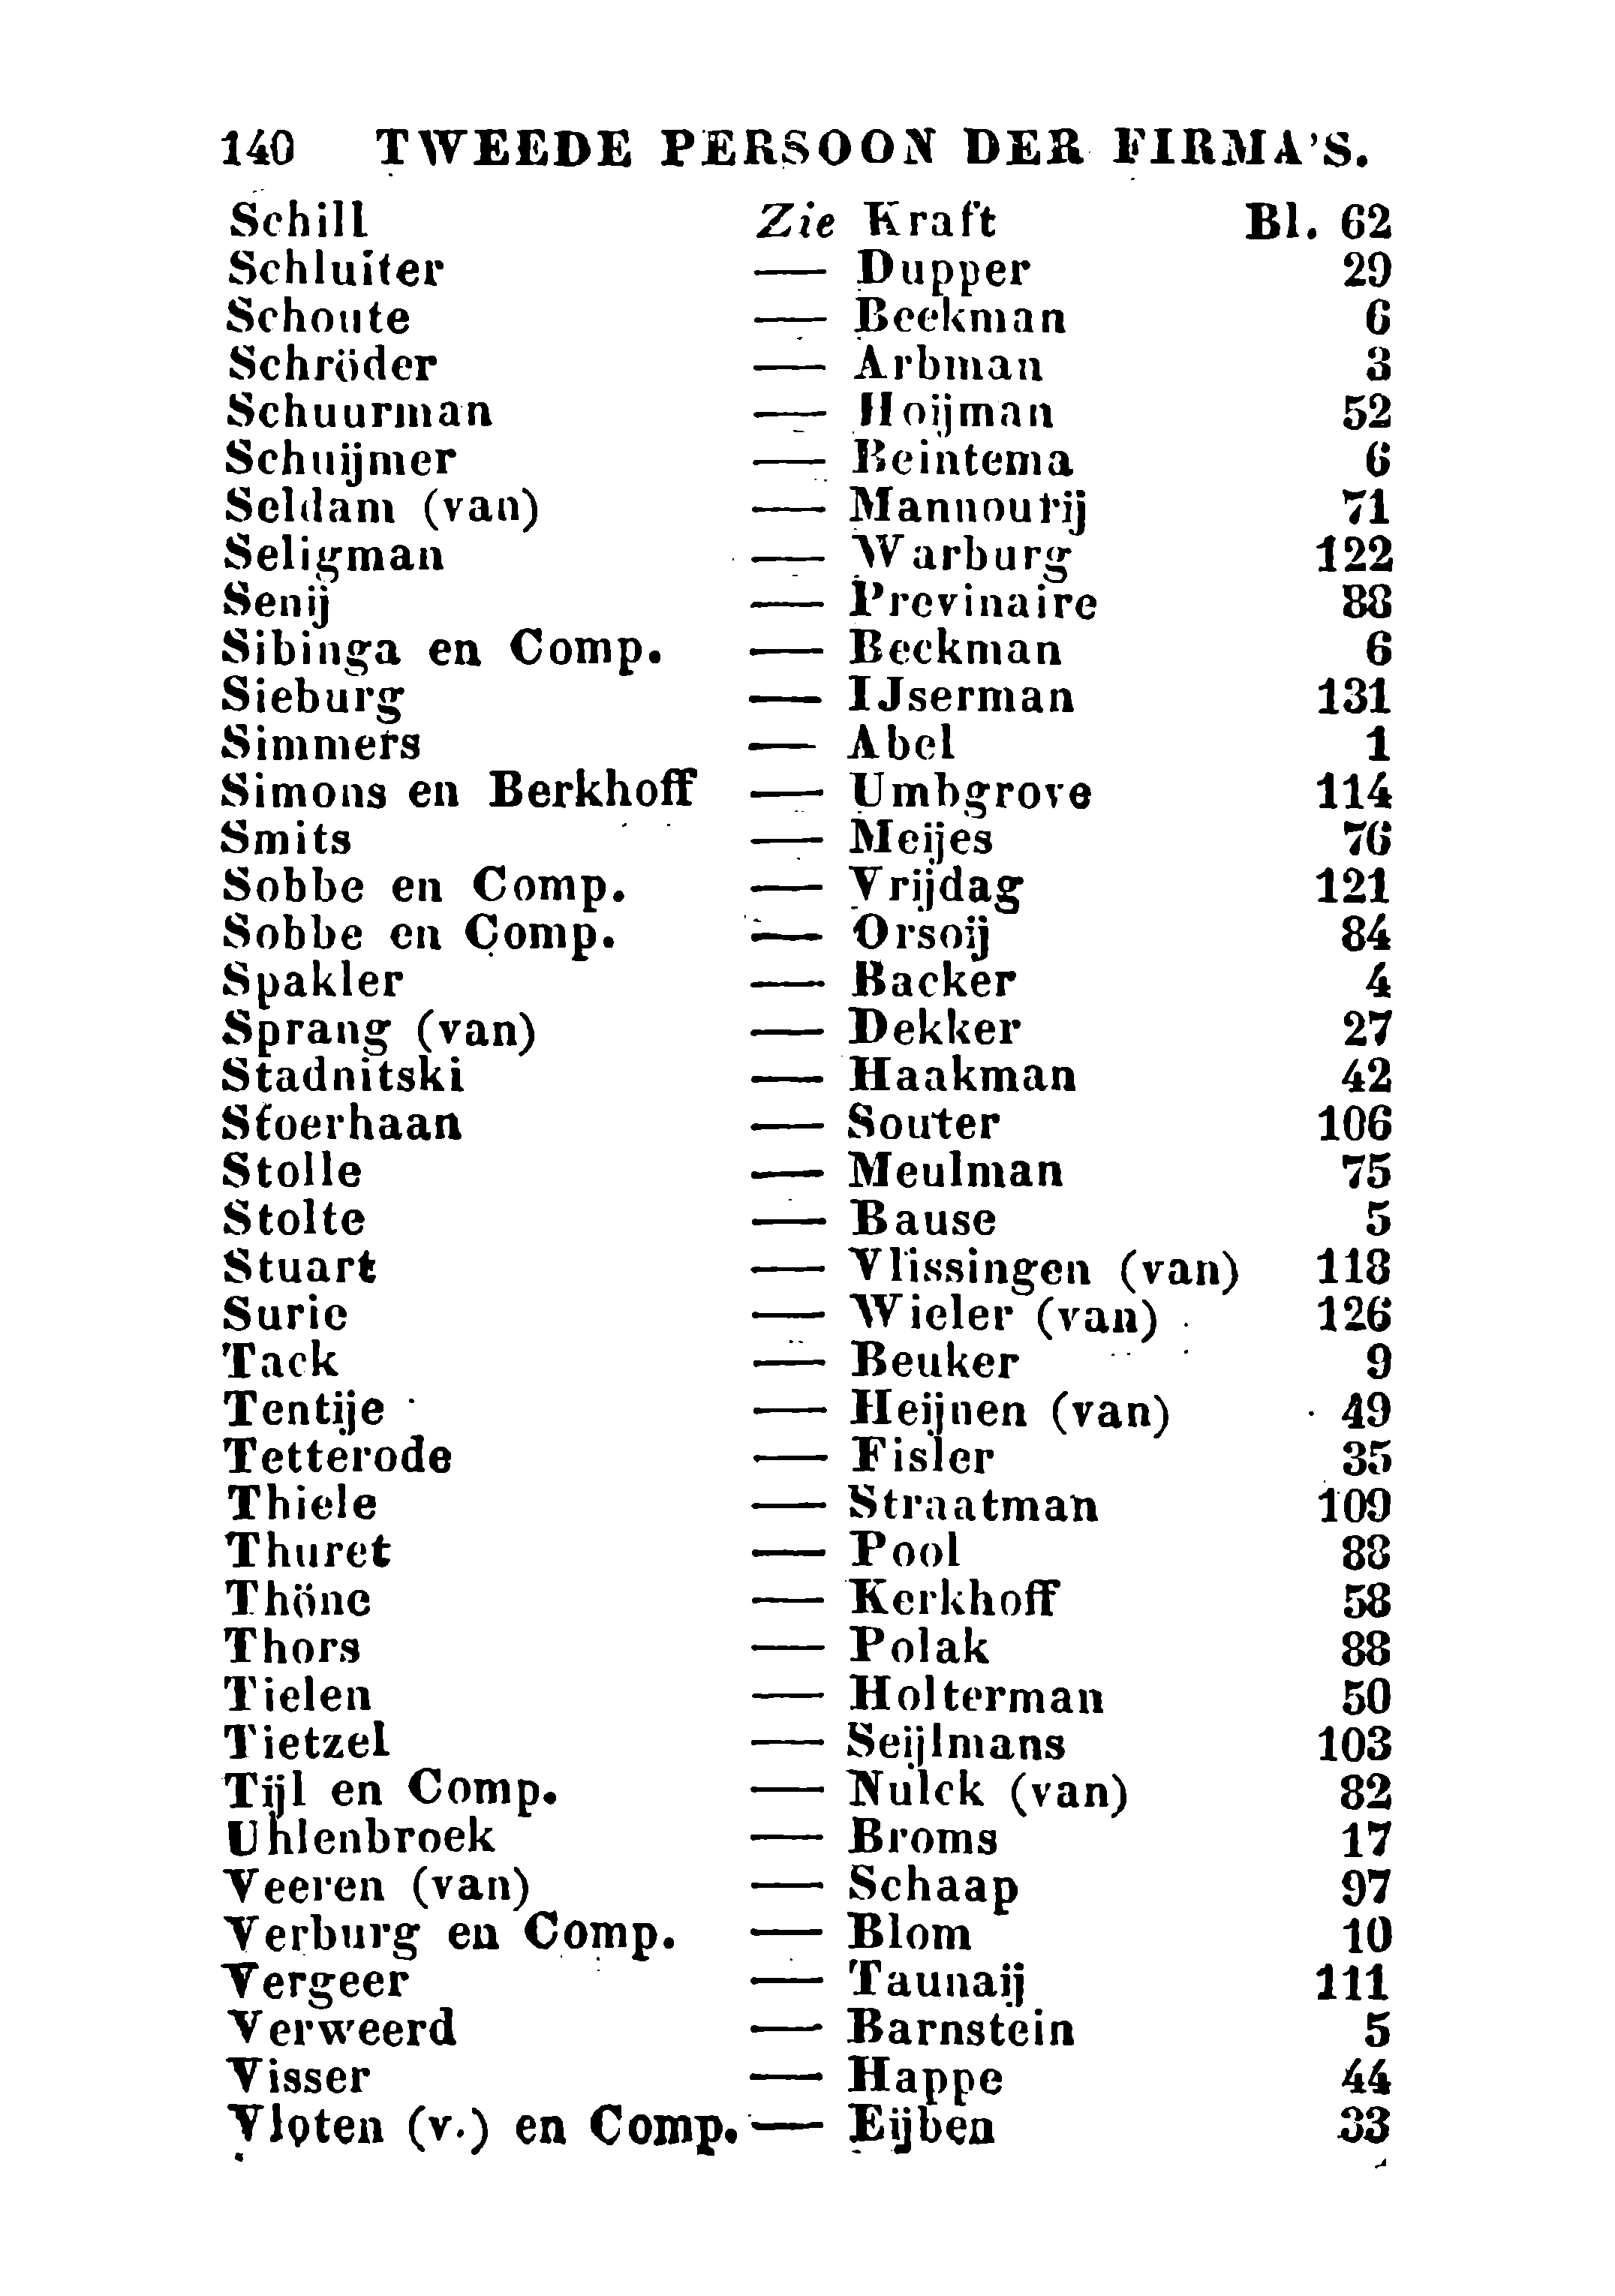 140 TWEEDE PERSOON DER FIRMA'S.
Schill Zie Kraft Bl. 62
Schluiter — Dupper 29
Schoute — Beekman 6
Schröder — Arbman 3
Schuurman — Hoijman 52
Schuijmer — Beintema 6
Seldam (van) — Mannourij 71
Seligman — Warburg 122
Senij — Previnaire 88
Sibinga en Comp. — Beekman 6
Sieburg — IJserman 131
Simmers — Abel 1
Simons en Berkhoff — Umbgrove 114
Smits — Meijes 76
Sobbe en Comp. — Vrijdag 121
Sobbe en Comp. — Orsoij 84
Spakler — Backer 4
Sprang (van) — Dekker 27
Stadnitski — Haakman 42
Stoerhaan — Souter 106
Stolle — Meulman 75
Stolte — Bause 5
Stuart — Vlissingen (van) 118
Surie — Wieler (van) 126
Tack — Beuker 9
Tentije — Heijnen (van) 49
Tetterode — Fisler 35
Thiele — Straatman 109
Thuret — Pool 88
Thöne — Kerkhoff 58
Thors — Polak 88
Tielen — Holterman 50
Tietzel — Seijlmans 103
Tijl en Comp. — Nulck (van) 82
Uhlenbroek — Broms 17
Veeren (van) — Schaap 97
Verburg en Comp. — Blom 10
Vergeer — Taunaij 111
Verweerd — Barnstein 5
Visser — Happe 44
Vloten (v.) en Comp. — Eijben 33